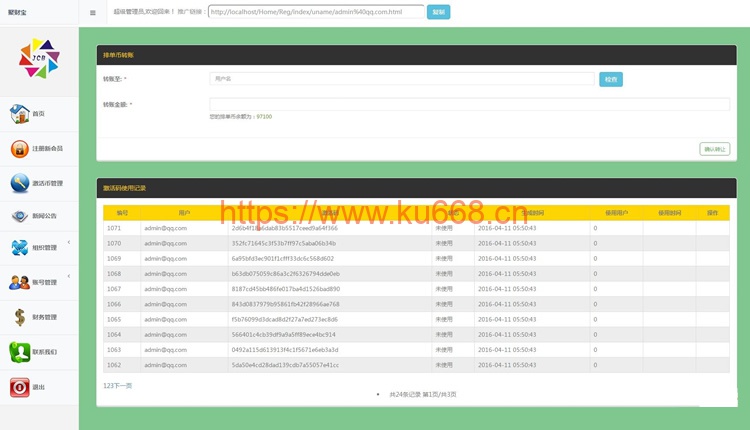 聚财宝
超级管理员,欢迎回来！ 推广链接：
http://localhost/Home/Reg/Index/uname/admin%40qq.com.html
复制
JCB
首页
注册新会员
激活币管理
新闻公告
组织管理
账号管理
财务管理
联系我们
退出
排单币转账
转账至: *
用户名
检查
转账金额: *
您的排单币余额为：97100
确认转让
激活码使用记录
https://www.ku668.cn
编号 用户 激活码 状态 生成时间 使用用户 使用时间 操作
1071 admin@qq.com 未使用 2016-04-11 05:50:43 0
1070 admin@qq.com 352fc71645c3f53b7ff97c5aba06b34b 未使用 2016-04-11 05:50:43 0
1069 admin@qq.com 6a95bfd3ec901f1cfff33dc6c568d602 未使用 2016-04-11 05:50:43 0
1068 admin@qq.com b63db075059c86a3c2f6326794dde0eb 未使用 2016-04-11 05:50:43 0
1067 admin@qq.com 8187cd45bb486fe017ba4d1526bad890 未使用 2016-04-11 05:50:43 0
1066 admin@qq.com 843d0837979b95861fb42f28966ae768 未使用 2016-04-11 05:50:43 0
1065 admin@qq.com f5b76099d3dcad8d2f27a7ed273ec8d6 未使用 2016-04-11 05:50:43 0
1064 admin@qq.com 566401c4cb39df9a9a5ff89ece4bc914 未使用 2016-04-11 05:50:43 0
1063 admin@qq.com 0492a115d613913f4c1f5671e6eb3a3d 未使用 2016-04-11 05:50:43 0
1062 admin@qq.com 5da50e4cd28dad139cdb7a55057e41cc 未使用 2016-04-11 05:50:43 0
123下一页
共24条记录 第1页/共3页